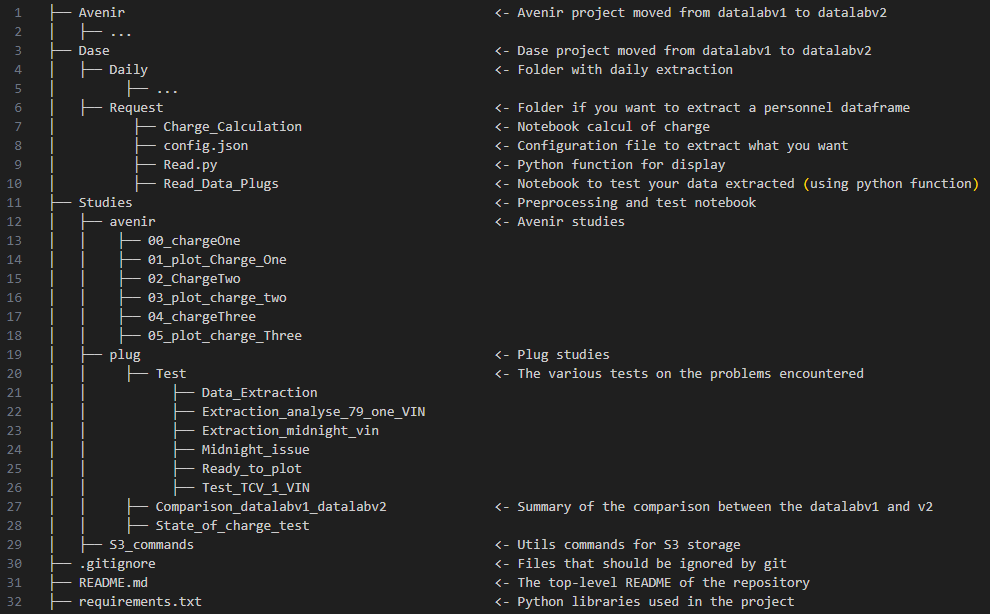 1 ├── Avenir <- Avenir project moved from datalabv1 to datalabv2
2 │ ├── ...
3 ├── Dase <- Dase project moved from datalabv1 to datalabv2
4 │ ├── Daily <- Folder with daily extraction
5 │ ├── ...
6 │ ├── Request <- Folder if you want to extract a personnel dataframe
7 │ ├── Charge_Calculation <- Notebook calcul of charge
8 │ ├── config.json <- Configuration file to extract what you want
9 │ ├── Read.py <- Python function for display
10 │ ├── Read_Data_Plugs <- Notebook to test your data extracted (using python function)
11 ├── Studies <- Preprocessing and test notebook
12 │ ├── avenir <- Avenir studies
13 │ │ ├── 00_chargeOne
14 │ │ ├── 01_plot_Charge_One
15 │ │ ├── 02_ChargeTwo
16 │ │ ├── 03_plot_charge_two
17 │ │ ├── 04_chargeThree
18 │ │ ├── 05_plot_charge_Three
19 │ ├── plug <- Plug studies
20 │ │ ├── Test <- The various tests on the problems encountered
21 │ │ ├── Data_Extraction
22 │ │ ├── Extraction_analyse_79_one_VIN
23 │ │ ├── Extraction_midnight_vin
24 │ │ ├── Midnight_issue
25 │ │ ├── Ready_to_plot
26 │ │ ├── Test_TCV_1_VIN
27 │ │ ├── Comparison_datalabv1_datalabv2 <- Summary of the comparison between the datalabv1 and v2
28 │ │ ├── State_of_charge_test
29 │ ├── S3_commands <- Utils commands for S3 storage
30 ├── .gitignore <- Files that should be ignored by git
31 ├── README.md <- The top-level README of the repository
32 ├── requirements.txt <- Python libraries used in the project